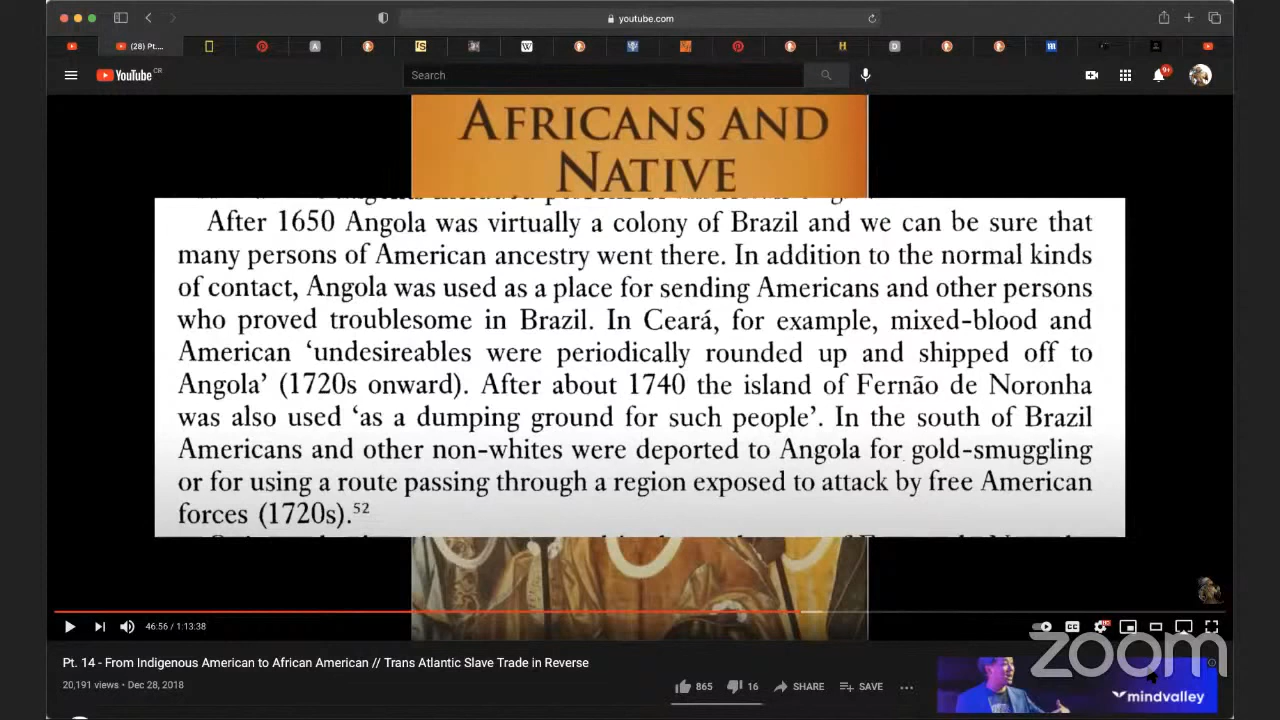 youtube.com
(28) Pt....
YouTube CR
Search
9+
AFRICANS AND
NATIVE
After 1650 Angola was virtually a colony of Brazil and we can be sure that
many persons of American ancestry went there. In addition to the normal kinds
of contact, Angola was used as a place for sending Americans and other persons
who proved troublesome in Brazil. In Ceará, for example, mixed-blood and
American ‘undesireables were periodically rounded up and shipped off to
Angola’ (1720s onward). After about 1740 the island of Fernão de Noronha
was also used ‘as a dumping ground for such people’. In the south of Brazil
Americans and other non-whites were deported to Angola for gold-smuggling
or for using a route passing through a region exposed to attack by free American
forces (1720s).52
46:56 / 1:13:38
CC
HD
zoom
Pt. 14 - From Indigenous American to African American // Trans Atlantic Slave Trade in Reverse
20,191 views • Dec 28, 2018
865
16
SHARE
SAVE
mindvalley